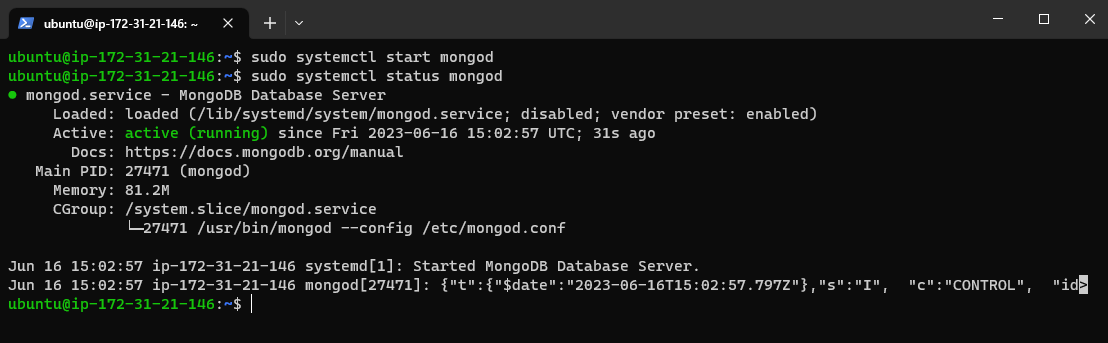 ubuntu@ip-172-31-21-146: ~
ubuntu@ip-172-31-21-146:~$ sudo systemctl start mongod
ubuntu@ip-172-31-21-146:~$ sudo systemctl status mongod
● mongod.service - MongoDB Database Server
Loaded: loaded (/lib/systemd/system/mongod.service; disabled; vendor preset: enabled)
Active: active (running) since Fri 2023-06-16 15:02:57 UTC; 31s ago
Docs: https://docs.mongodb.org/manual
Main PID: 27471 (mongod)
Memory: 81.2M
CGroup: /system.slice/mongod.service
└─27471 /usr/bin/mongod --config /etc/mongod.conf
Jun 16 15:02:57 ip-172-31-21-146 systemd[1]: Started MongoDB Database Server.
Jun 16 15:02:57 ip-172-31-21-146 mongod[27471]: {"t":{"$date":"2023-06-16T15:02:57.797Z"},"s":"I",  "c":"CONTROL",  "id>
ubuntu@ip-172-31-21-146:~$